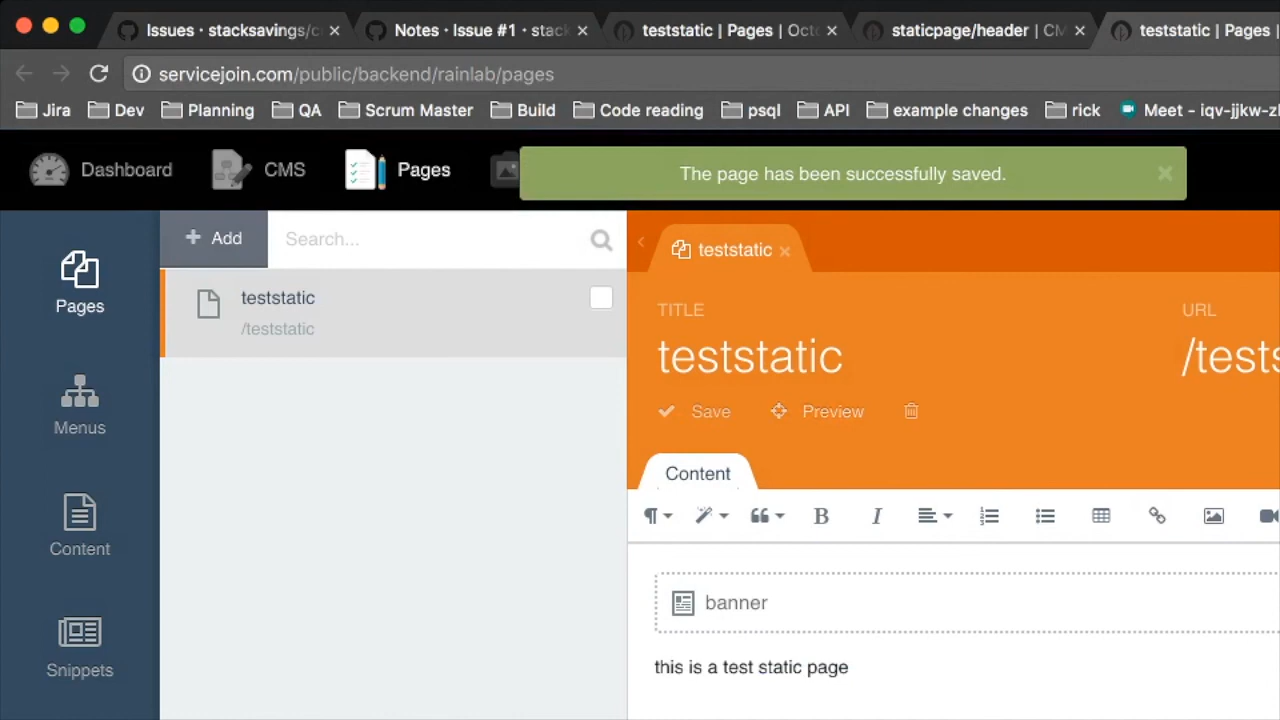 Issues · stacksavings/c
Notes · Issue #1 · stack
teststatic | Pages | Octo
staticpage/header | CM
teststatic | Pages |
servicejoin.com/public/backend/rainlab/pages
Jira Dev Planning QA Scrum Master Build Code reading psql API example changes rick Meet – iqv-jjkw-zl
Dashboard CMS Pages
The page has been successfully saved.
+ Add
Search...
teststatic
/teststatic
Pages
Menus
Content
Snippets
teststatic
TITLE
teststatic
URL
/tests
Save Preview
Content
banner
this is a test static page